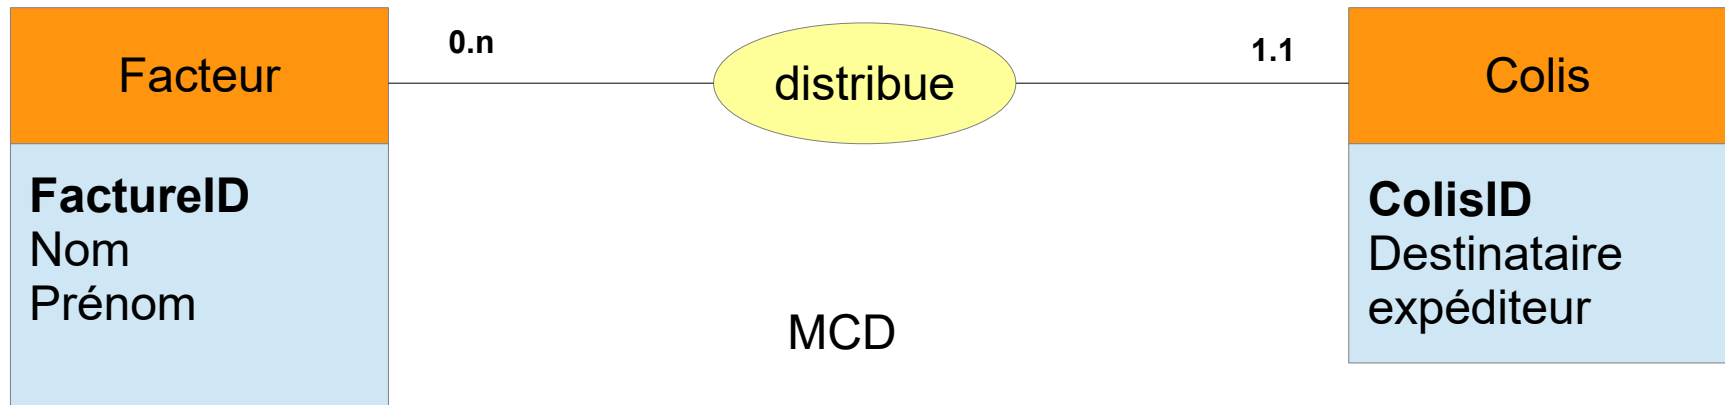 Facteur
0.n
distribue
1.1
Colis
FactureID
Nom
Prénom
MCD
ColisID
Destinataire
expéditeur